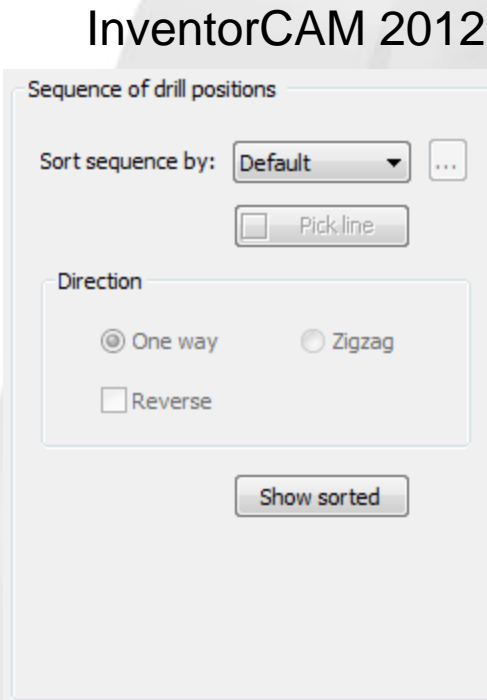 InventorCAM 2012
Sequence of drill positions
Sort sequence by: Default ...
Pick line
Direction
One way Zigzag
Reverse
Show sorted